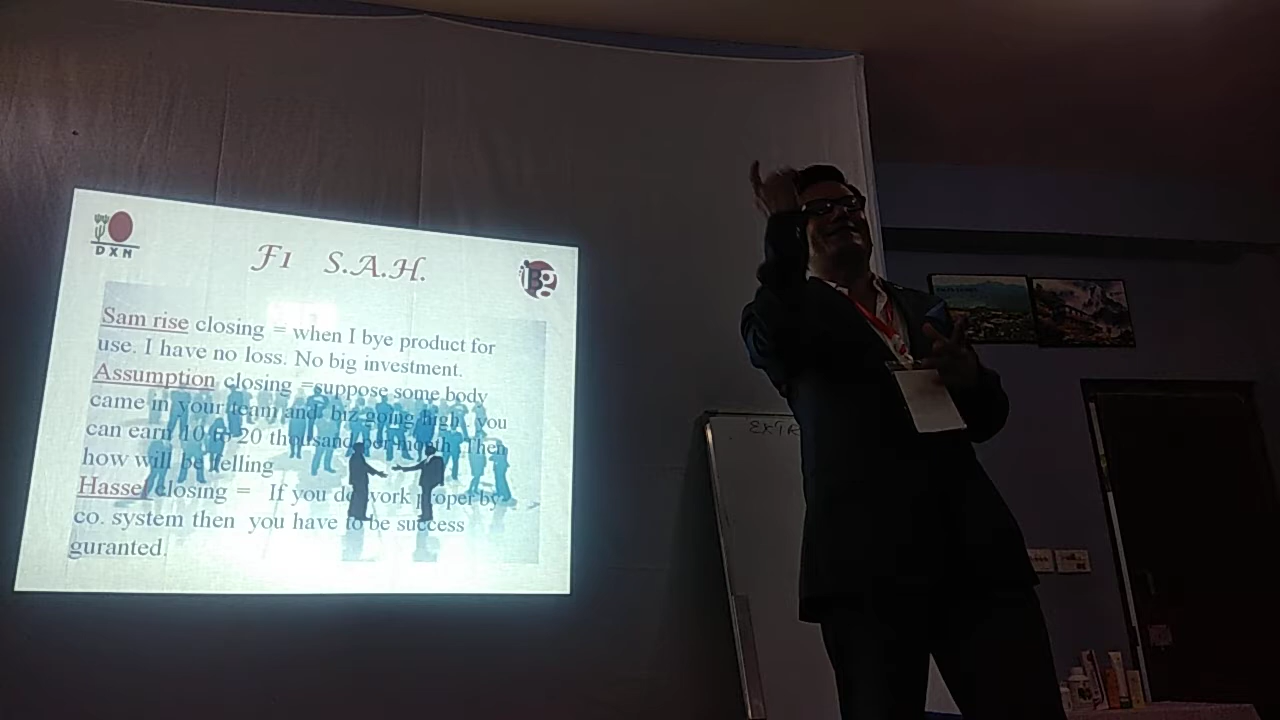 DXN
F1 S.A.H.
Bg
Sam rise closing = when I bye product for
use. I have no loss. No big investment.
Assumption closing =suppose some body
came in your team and biz going high you
can earn 10 to 20 thousand per month .Then
how will be felling
Hassel closing = If you do work proper by
co. system then you have to be success
guranted.
EXTR